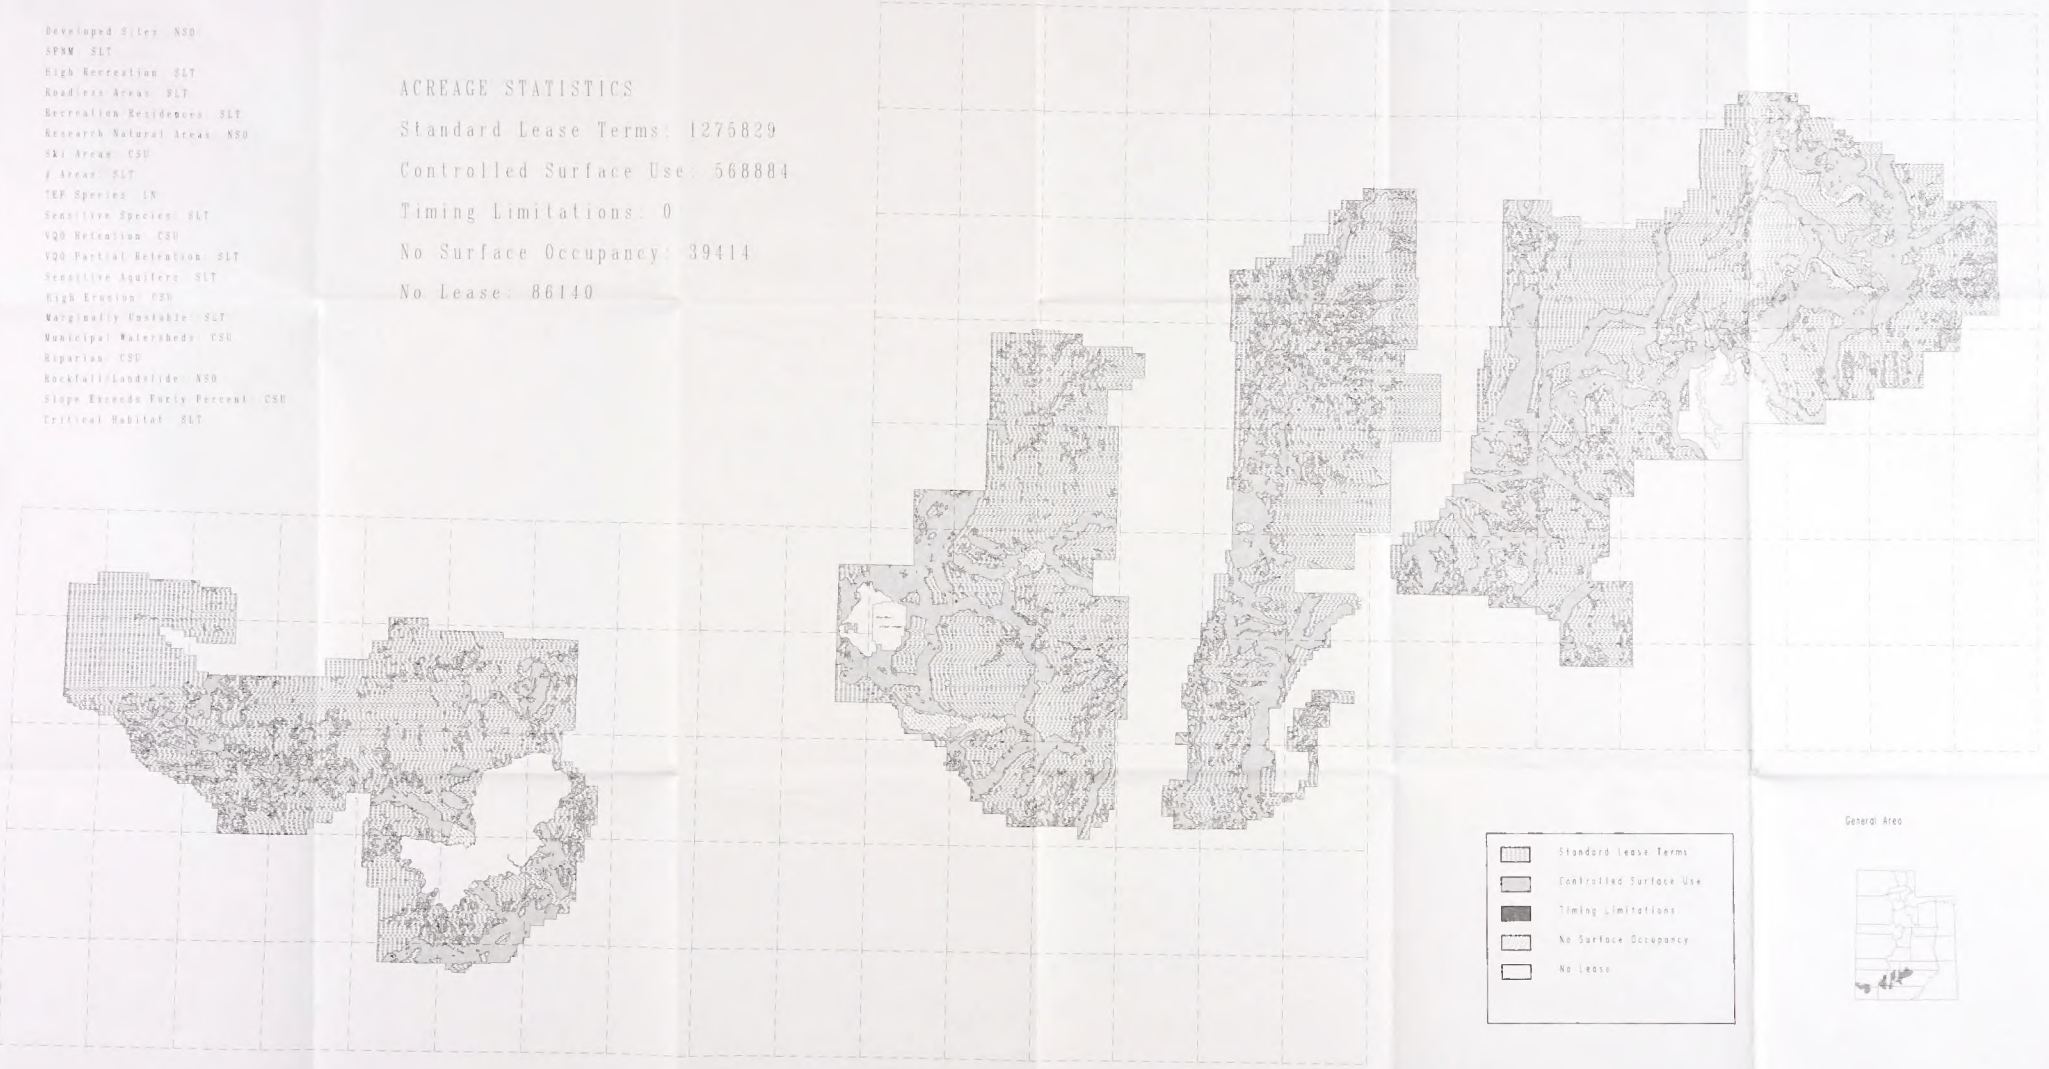 Developed Sites: NSO
SPNM: SLT
High Recreation: SLT
Roadless Areas: SLT
Recreation Residences: SLT
Research Natural Areas: NSO
Ski Areas: CSU
Areas: SLT
TEP Species: LN
Sensitive Species: SLT
VQO Retention: CSU
VQO Partial Retention: SLT
Sensitive Aquifers: SLT
High Erosion: CSU
Marginally Unstable: SLT
Municipal Watersheds: CSU
Riparian: CSU
Rockfall/Landslide: NSO
Slope Exceeds Forty Percent: CSU
Critical Habitat: SLT
ACREAGE STATISTICS
Standard Lease Terms: 1275829
Controlled Surface Use: 568884
Timing Limitations: 0
No Surface Occupancy: 39414
No Lease: 86140
Standard Lease Terms
Controlled Surface Use
Timing Limitations
No Surface Occupancy
No Lease
General Area